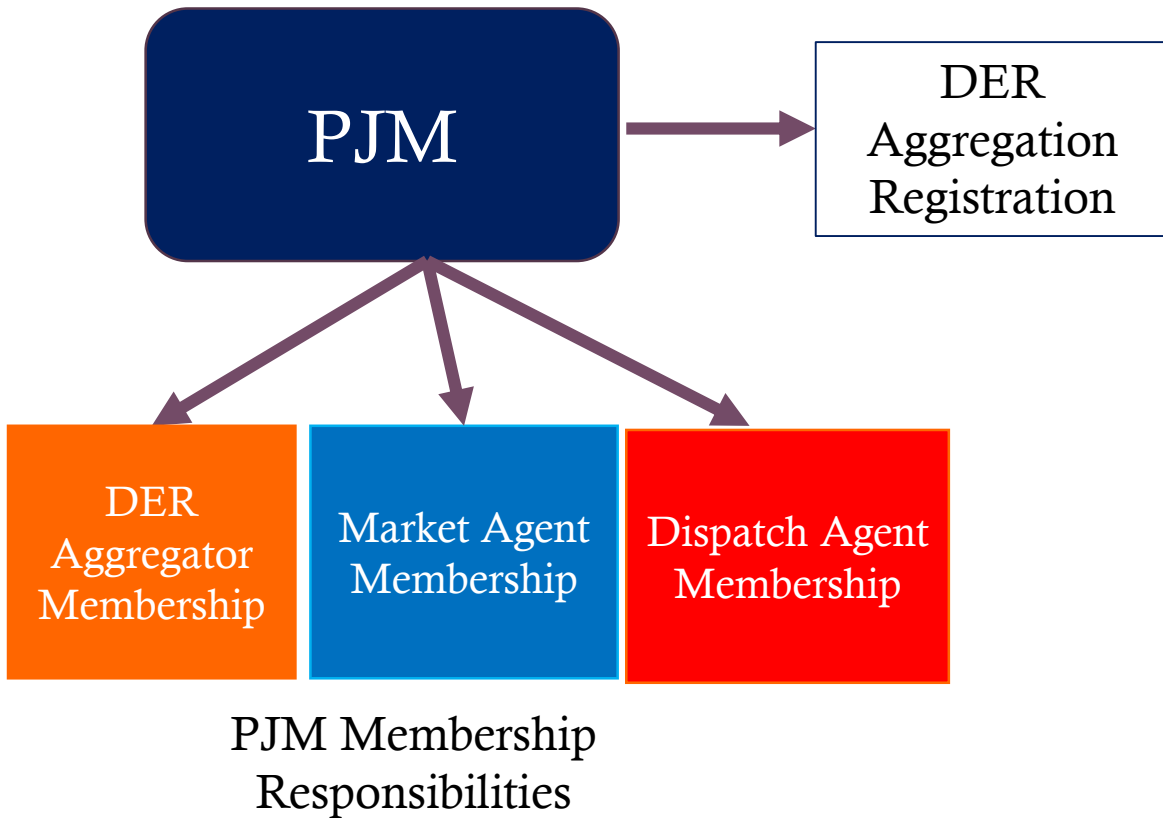 PJM
DER
Aggregation
Registration
DER
Aggregator
Membership
Market Agent
Membership
Dispatch Agent
Membership
PJM Membership
Responsibilities